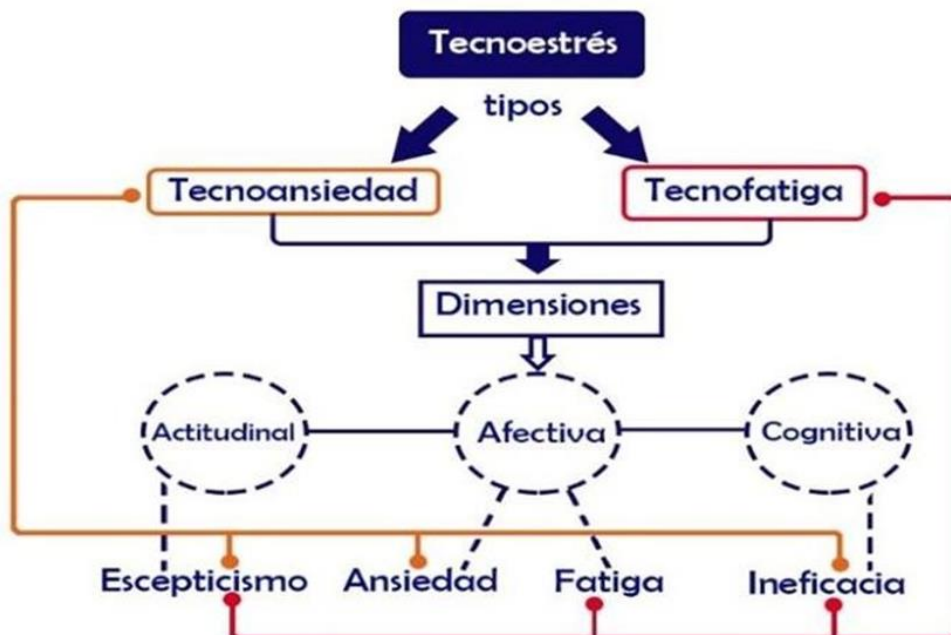 Tecnoestrés
tipos
Tecnoansiedad
Tecnofatiga
Dimensiones
Actitudinal
Afectiva
Cognitiva
Escepticismo
Ansiedad
Fatiga
Ineficacia